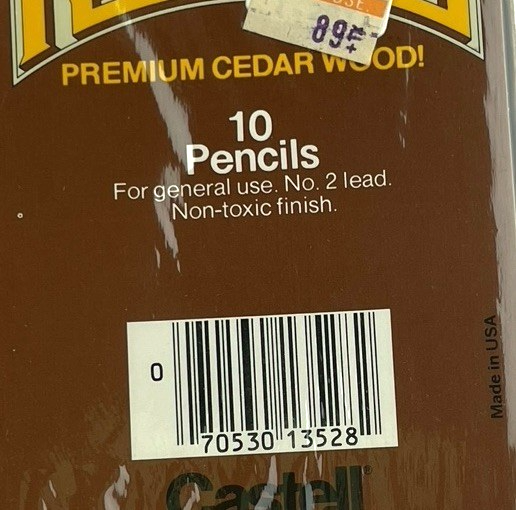 89¢
PREMIUM CEDAR WOOD!
10
Pencils
For general use. No. 2 lead.
Non-toxic finish.
Made in USA
0
70530 13528
Castell®